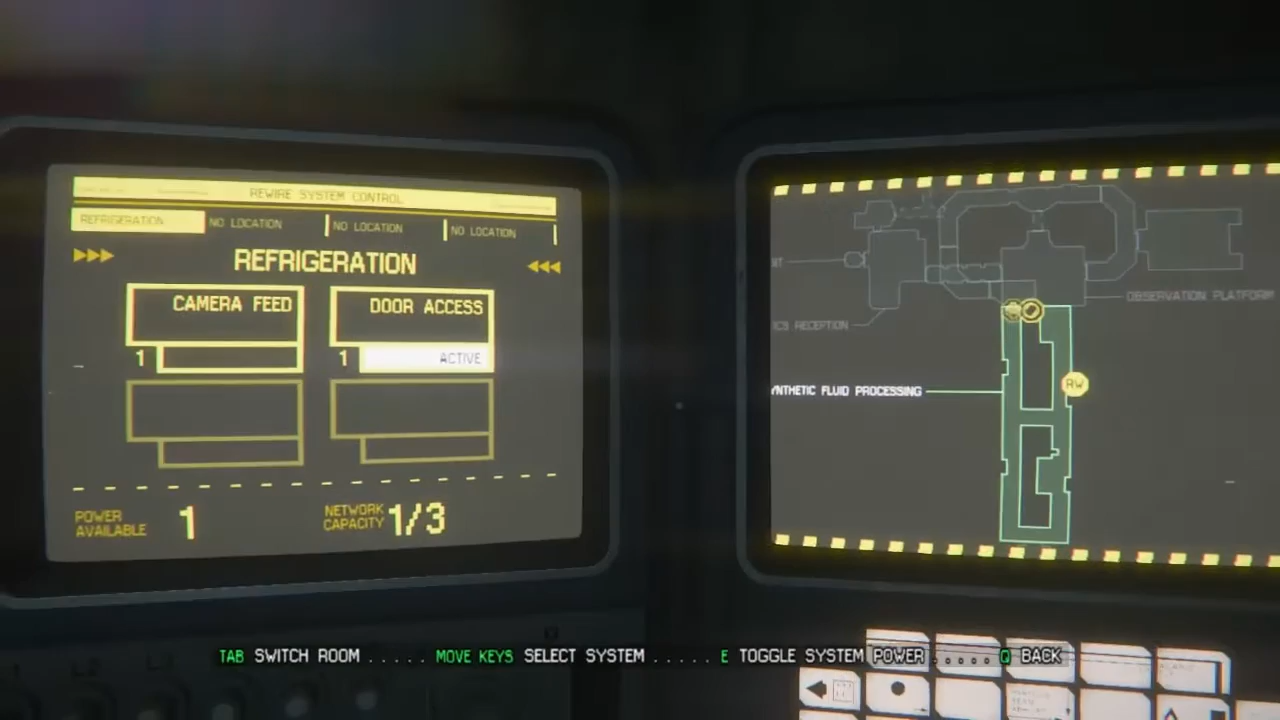 REWIRE SYSTEM CONTROL
REFRIGERATION
NO LOCATION
NO LOCATION
NO LOCATION
REFRIGERATION
CAMERA FEED
1
DOOR ACCESS
1 ACTIVE
POWER AVAILABLE 1
NETWORK CAPACITY 1/3
OBSERVATION PLATFORM
ICS RECEPTION
YNTHETIC FLUID PROCESSING
RW
TAB SWITCH ROOM ..... MOVE KEYS SELECT SYSTEM ..... E TOGGLE SYSTEM POWER ..... Q BACK